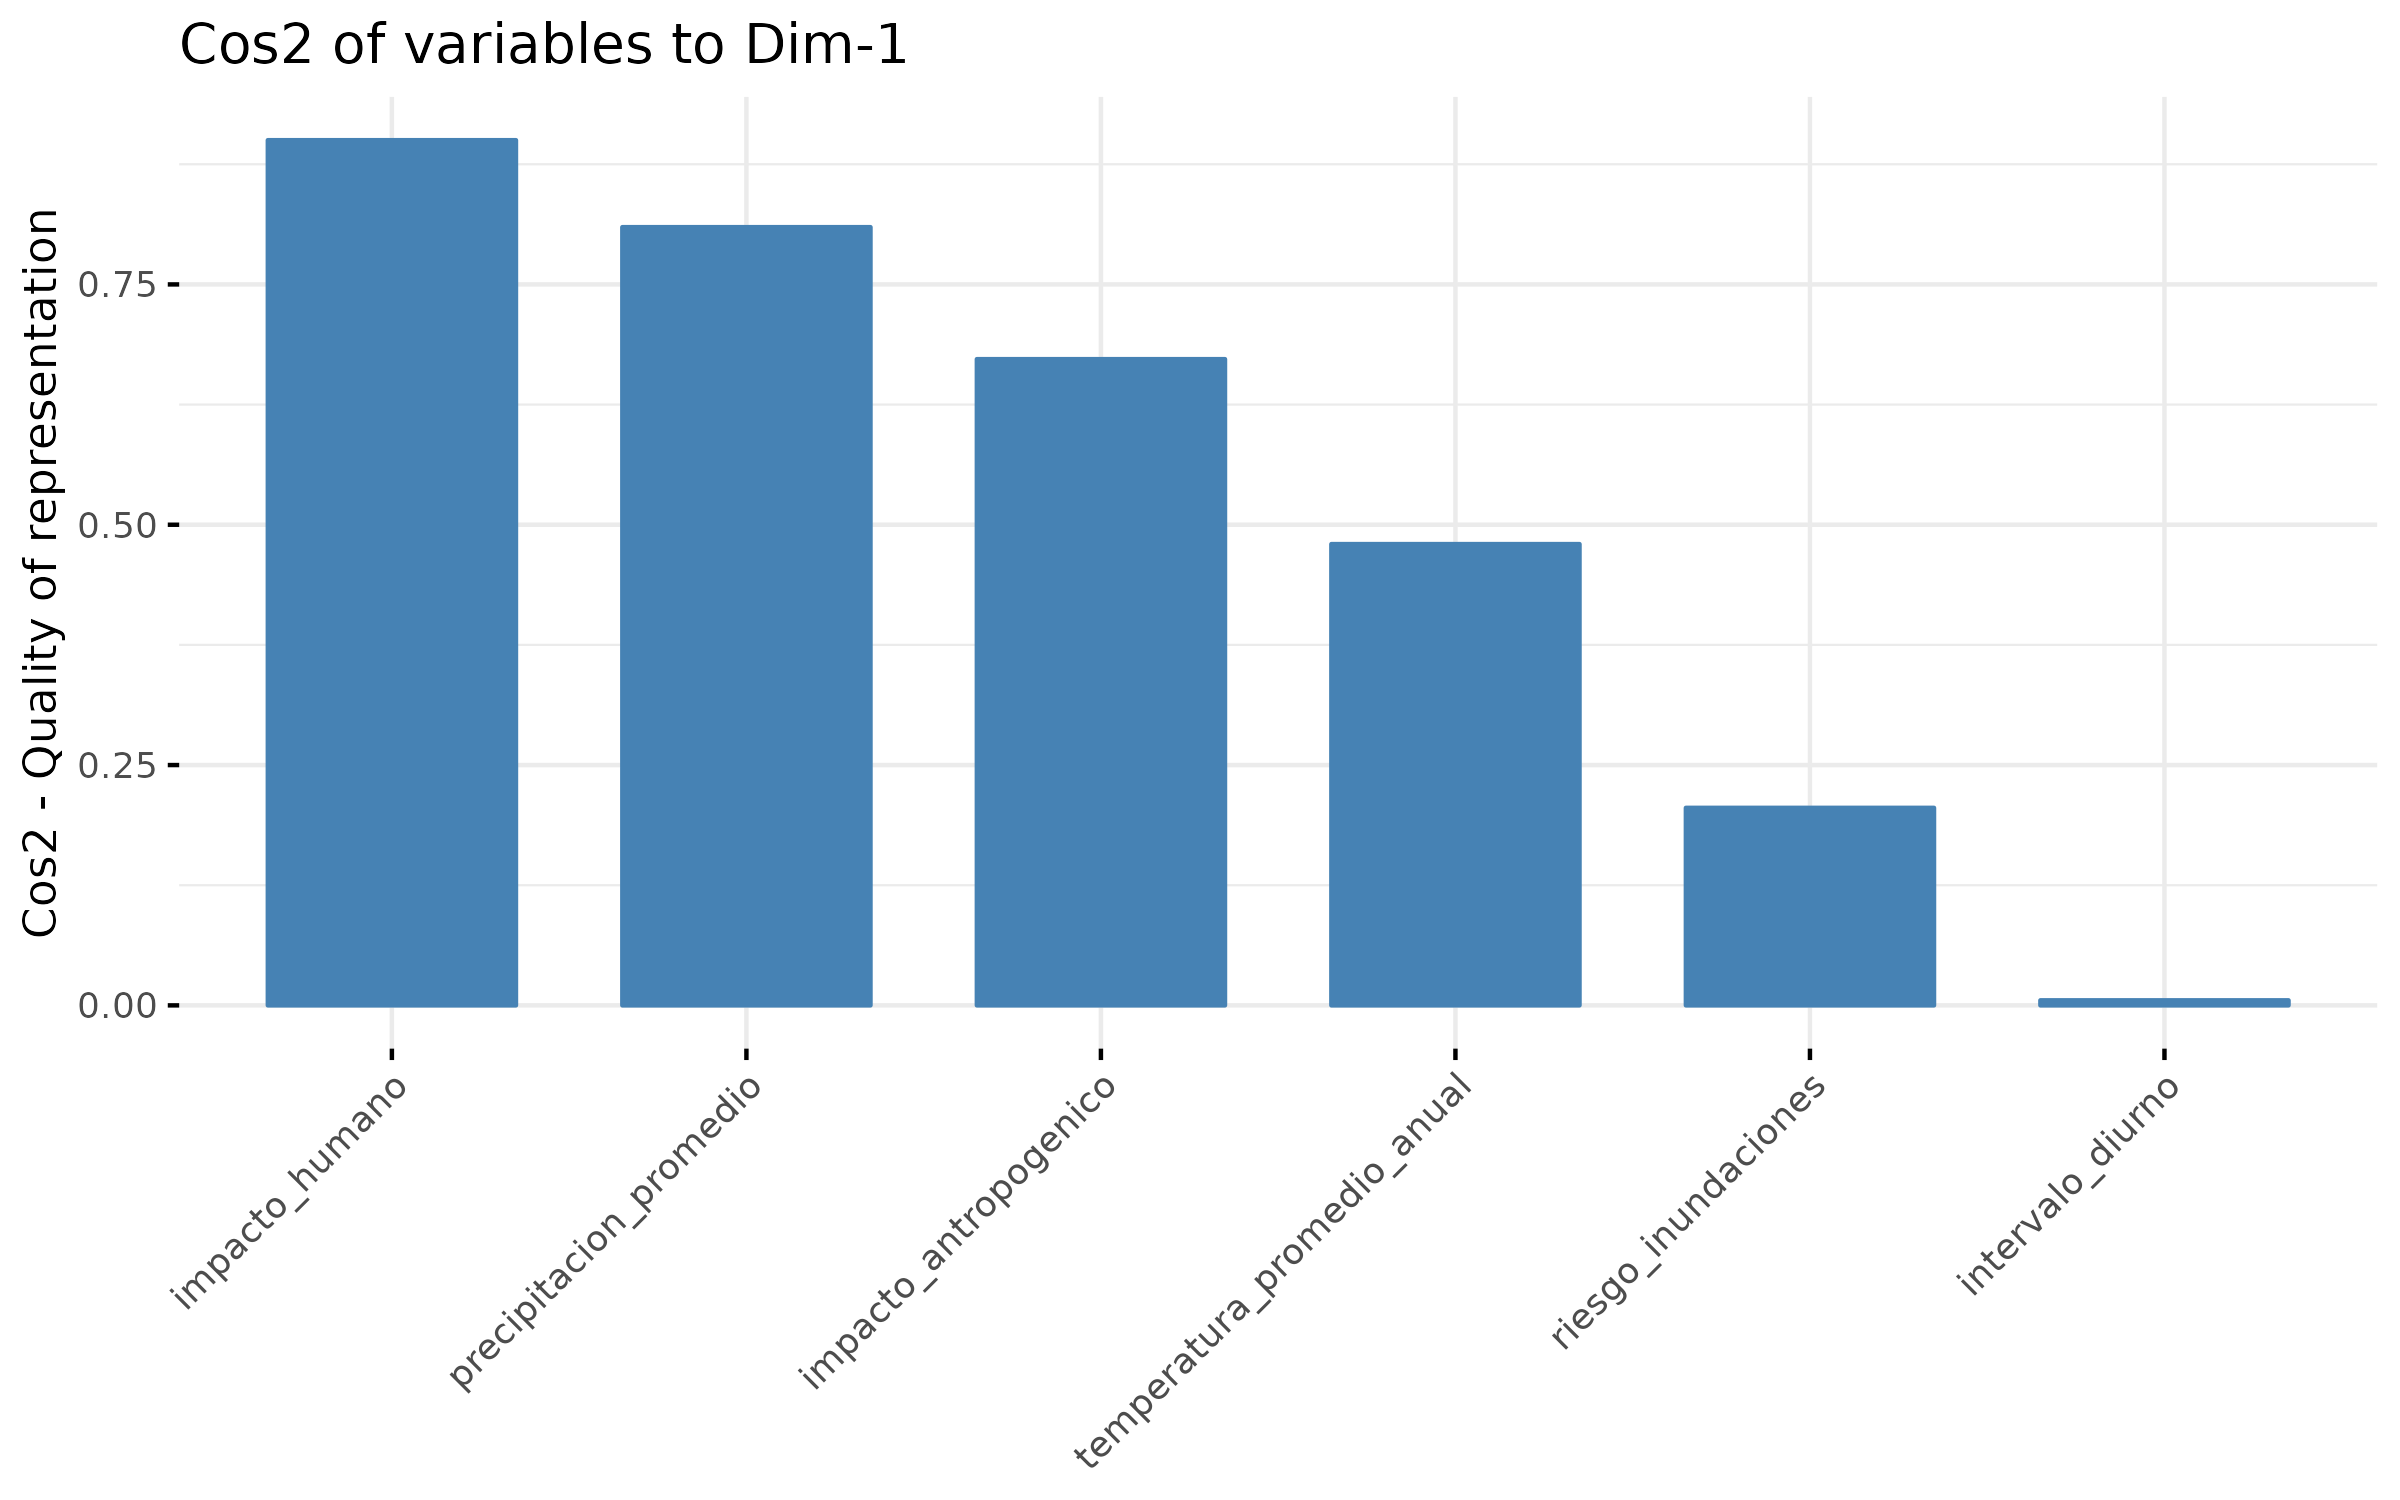 Cos2 of variables to Dim-1
Cos2 - Quality of representation
0.75
0.50
0.25
0.00
impacto_humano
precipitacion_promedio
impacto_antropogenico
temperatura_promedio_anual
riesgo_inundaciones
intervalo_diurno